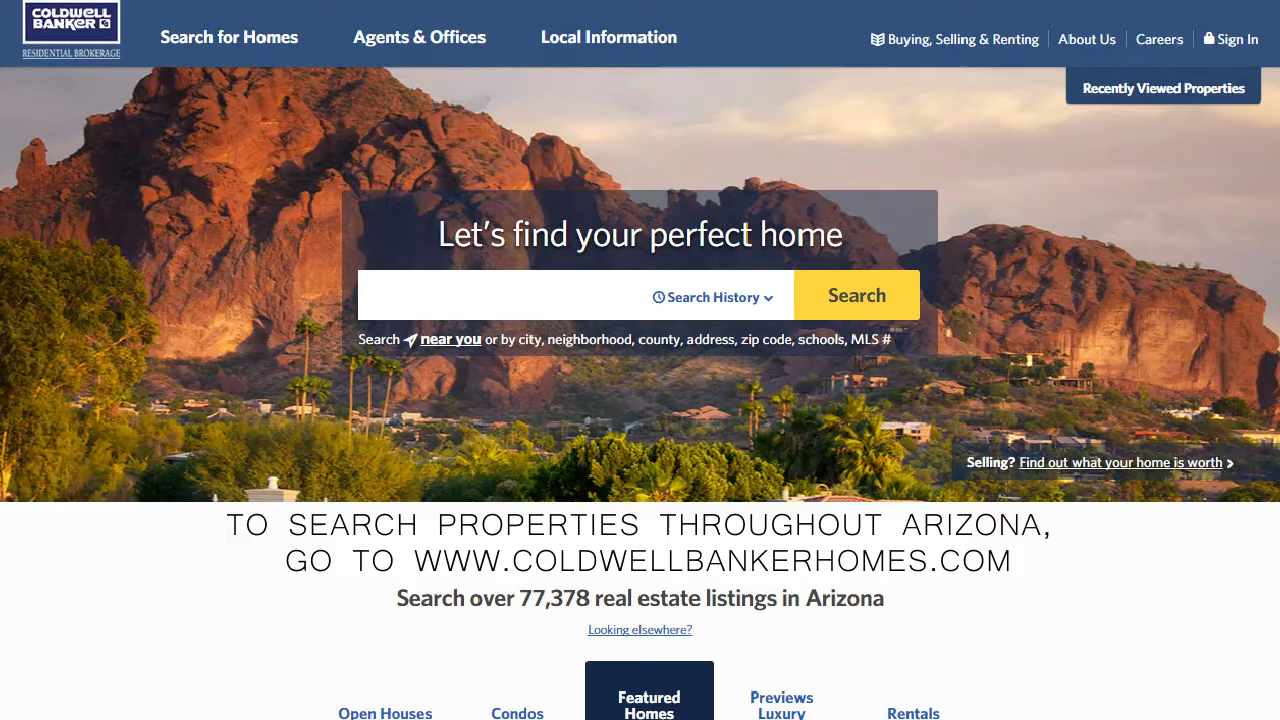 COLDWELL
BANKER
RESIDENTIAL BROKERAGE
Search for Homes
Agents & Offices
Local Information
Buying, Selling & Renting
About Us
Careers
Sign In
Recently Viewed Properties
Let's find your perfect home
Search History
Search
Search near you or by city, neighborhood, county, address, zip code, schools, MLS #
Selling? Find out what your home is worth
TO SEARCH PROPERTIES THROUGHOUT ARIZONA,
GO TO WWW.COLDWELLBANKERHOMES.COM
Search over 77,378 real estate listings in Arizona
Looking elsewhere?
Open Houses
Condos
Featured
Homes
Previews
Luxury
Rentals